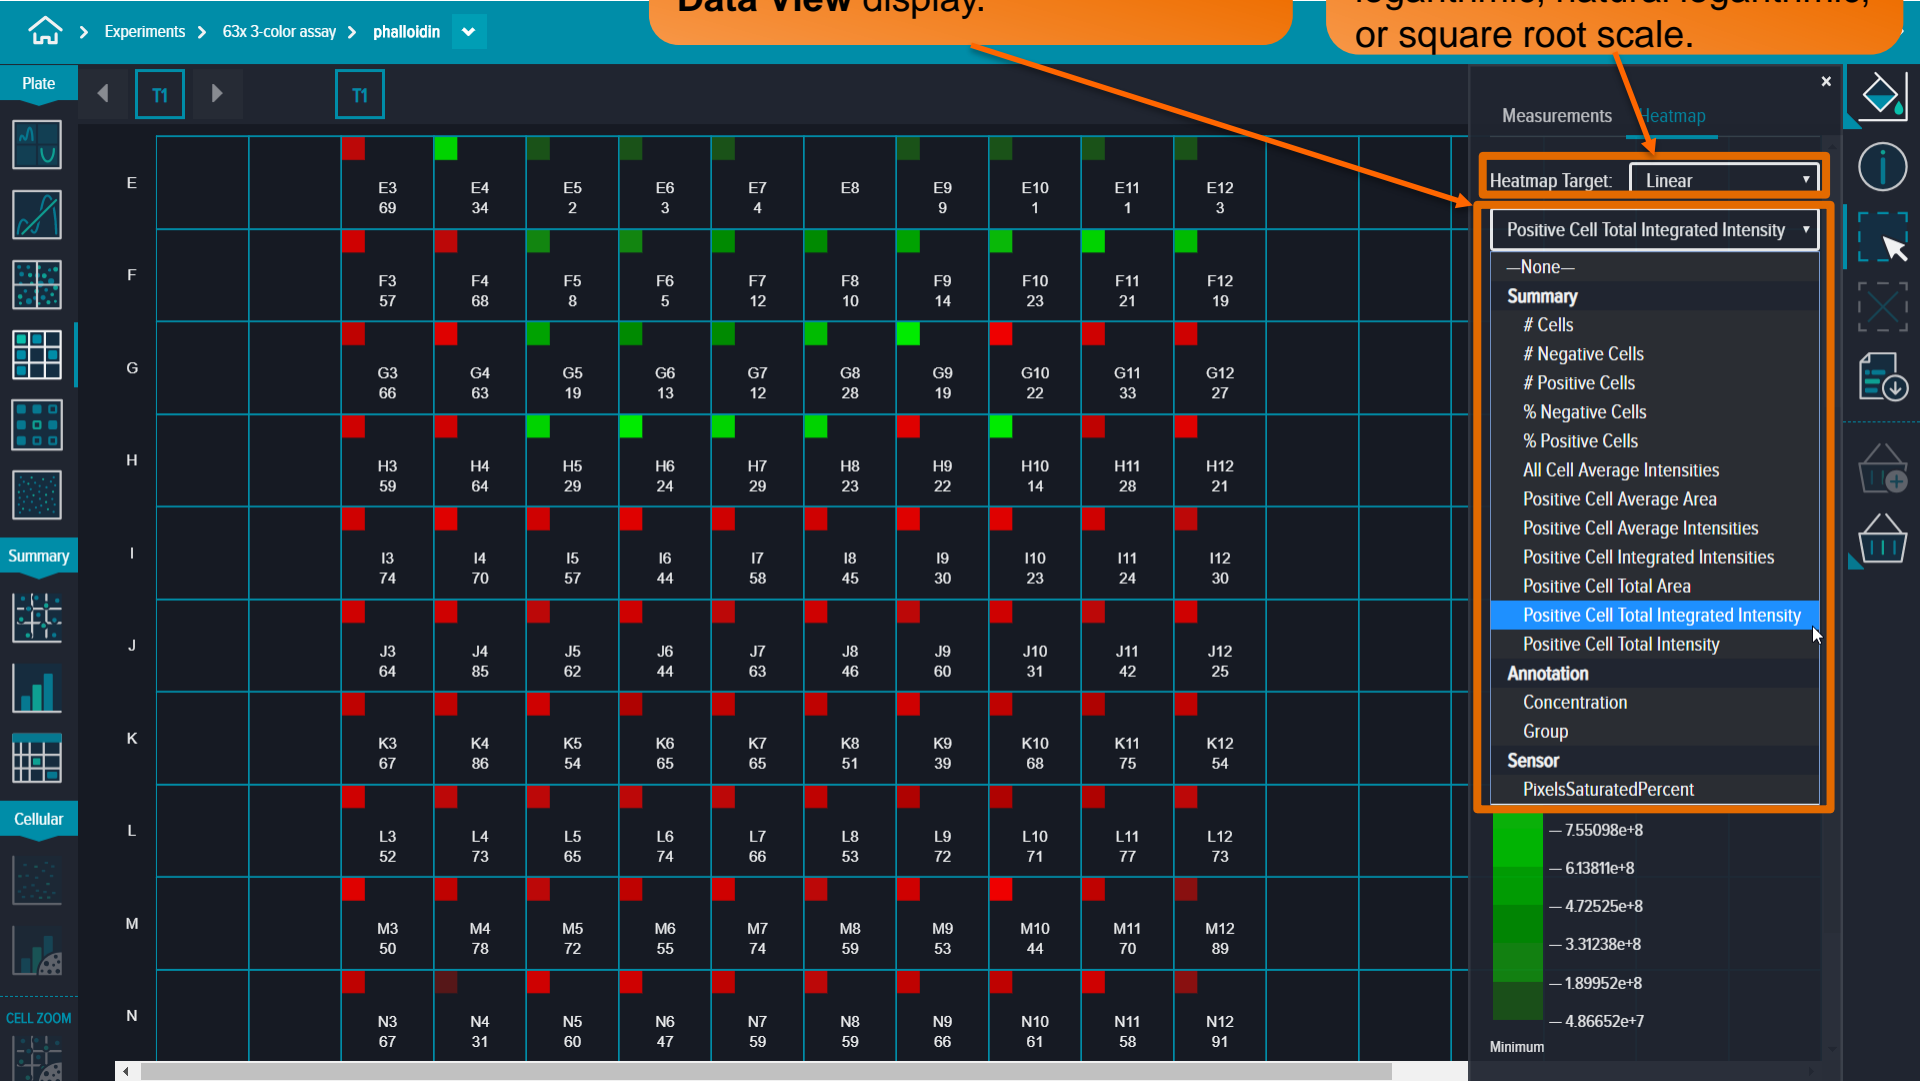 Data View display.
logarithmic, natural logarithmic,
or square root scale.
Experiments
63x 3-color assay
phalloidin
Plate
T1
T1
Measurements
Heatmap
Heatmap Target:
Linear
Positive Cell Total Integrated Intensity
—None—
Summary
# Cells
# Negative Cells
# Positive Cells
% Negative Cells
% Positive Cells
All Cell Average Intensities
Positive Cell Average Area
Positive Cell Average Intensities
Positive Cell Integrated Intensities
Positive Cell Total Area
Positive Cell Total Integrated Intensity
Positive Cell Total Intensity
Annotation
Concentration
Group
Sensor
PixelsSaturatedPercent
— 7.55098e+8
— 6.13811e+8
— 4.72525e+8
— 3.31238e+8
— 1.89952e+8
— 4.86652e+7
Minimum
Summary
Cellular
CELL ZOOM
E
E3 E4 E5 E6 E7 E8 E9 E10 E11 E12
69 34 2 3 4 9 1 1 3
F
F3 F4 F5 F6 F7 F8 F9 F10 F11 F12
57 68 8 5 12 10 14 23 21 19
G
G3 G4 G5 G6 G7 G8 G9 G10 G11 G12
66 63 19 13 12 28 19 22 33 27
H
H3 H4 H5 H6 H7 H8 H9 H10 H11 H12
59 64 29 24 29 23 22 14 28 21
I
I3 I4 I5 I6 I7 I8 I9 I10 I11 I12
74 70 57 44 58 45 30 23 24 30
J
J3 J4 J5 J6 J7 J8 J9 J10 J11 J12
64 85 62 44 63 46 60 31 42 25
K
K3 K4 K5 K6 K7 K8 K9 K10 K11 K12
67 86 54 65 65 51 39 68 75 54
L
L3 L4 L5 L6 L7 L8 L9 L10 L11 L12
52 73 65 74 66 53 72 71 77 73
M
M3 M4 M5 M6 M7 M8 M9 M10 M11 M12
50 78 72 55 74 59 53 44 70 89
N
N3 N4 N5 N6 N7 N8 N9 N10 N11 N12
67 31 60 47 59 59 66 61 58 91